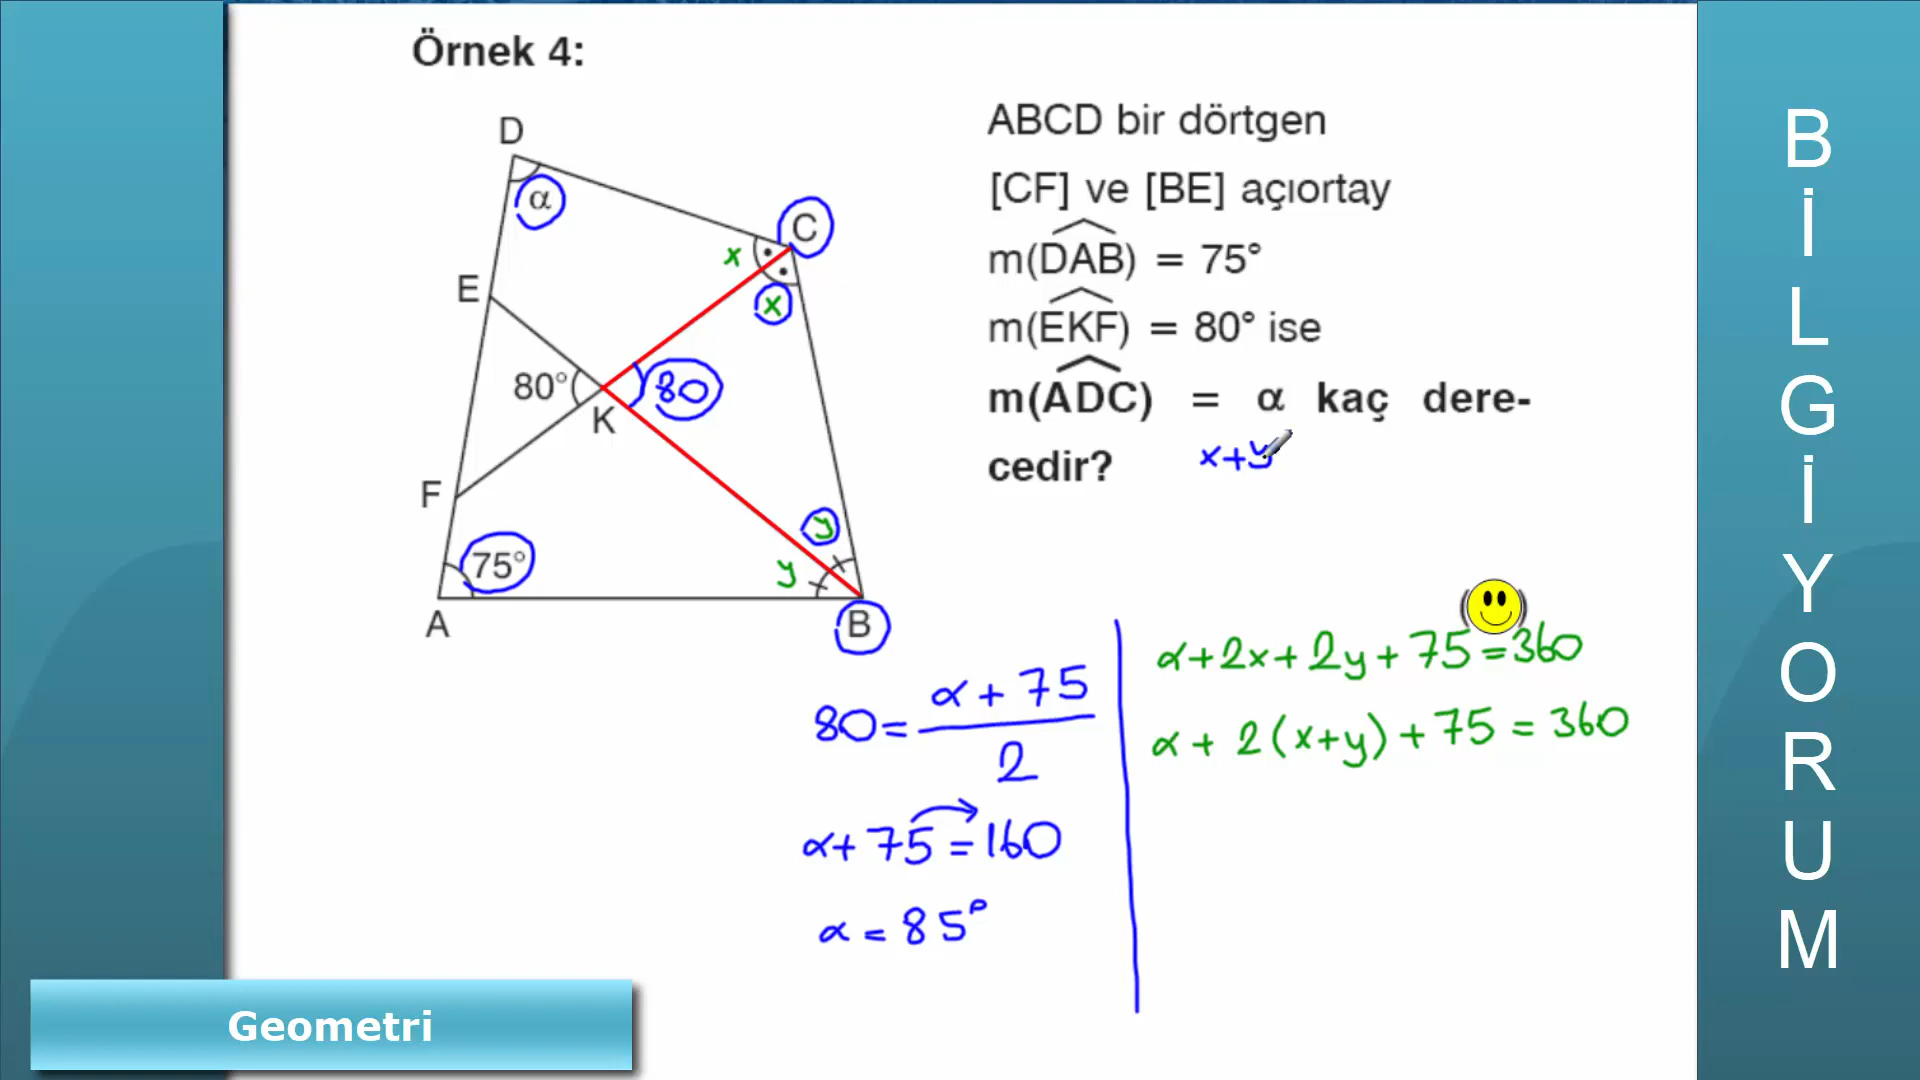 Örnek 4:
D
α
C
x
x
E
80°
K
80
F
75°
y
y
A
B
ABCD bir dörtgen
[CF] ve [BE] açıortay
m(DAB) = 75°
m(EKF) = 80° ise
m(ADC) = α kaç dere-
cedir?
x+y
80 = α + 75 / 2
α + 75 = 160
α = 85°
α + 2x + 2y + 75 = 360
α + 2(x+y) + 75 = 360
Geometri
BİLGİYORUM